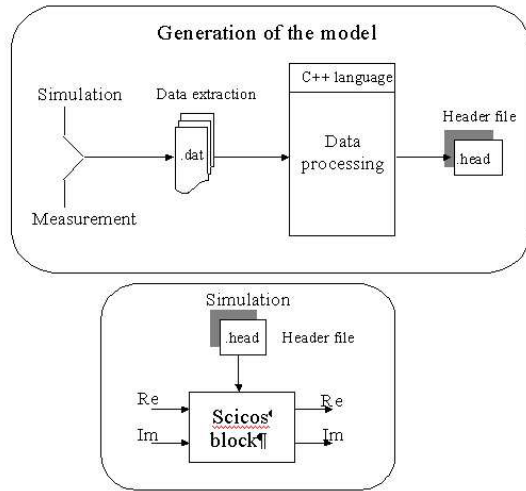 Generation of the model
C++ language
Simulation
Data extraction
Header file
.dat
Data
processing
.head
Measurement
Simulation
.head
Header file
Re
Re
Scicos
Im
Im
block¶